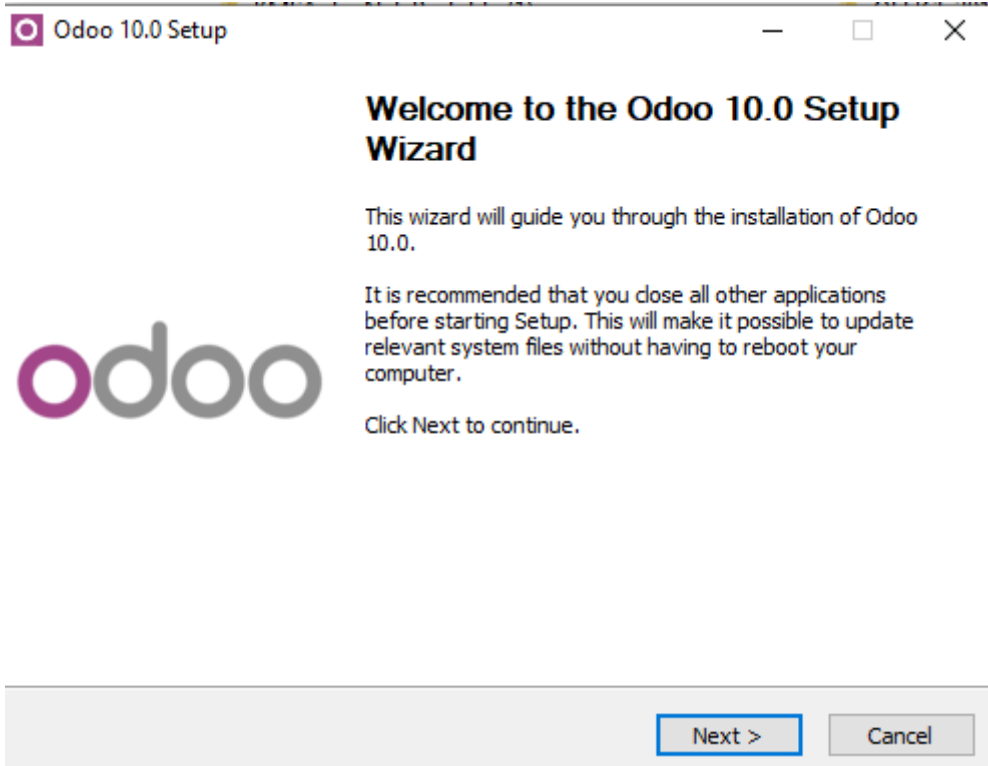 Odoo 10.0 Setup
Welcome to the Odoo 10.0 Setup
Wizard
This wizard will guide you through the installation of Odoo
10.0.
It is recommended that you close all other applications
before starting Setup. This will make it possible to update
relevant system files without having to reboot your
computer.
odoo
Click Next to continue.
Next >
Cancel